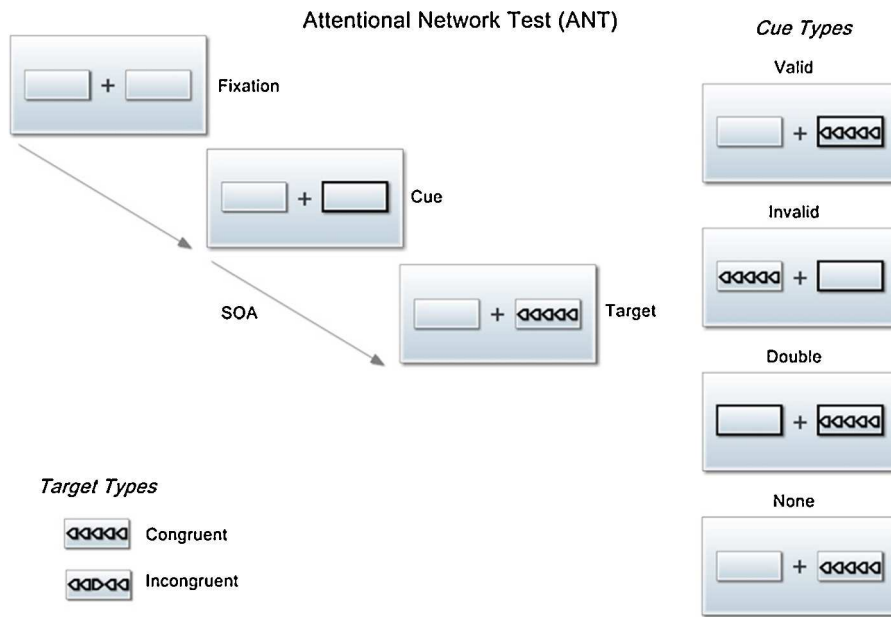 Attentional Network Test (ANT)
Fixation
Cue
SOA
Target
Cue Types
Valid
Invalid
Double
None
Target Types
Congruent
Incongruent